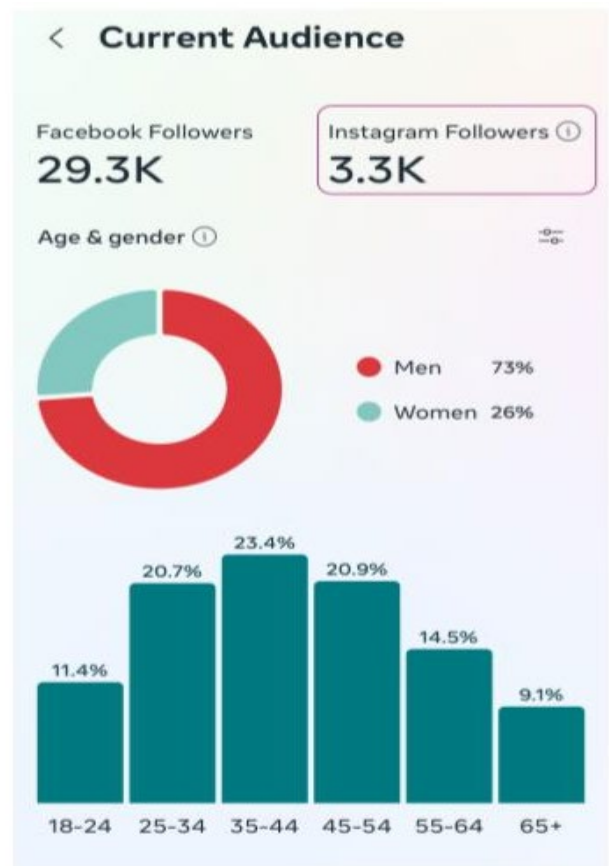 Current Audience
Facebook Followers
29.3K
Instagram Followers
3.3K
Age & gender
Men 73%
Women 26%
11.4%
20.7%
23.4%
20.9%
14.5%
9.1%
18-24 25-34 35-44 45-54 55-64 65+